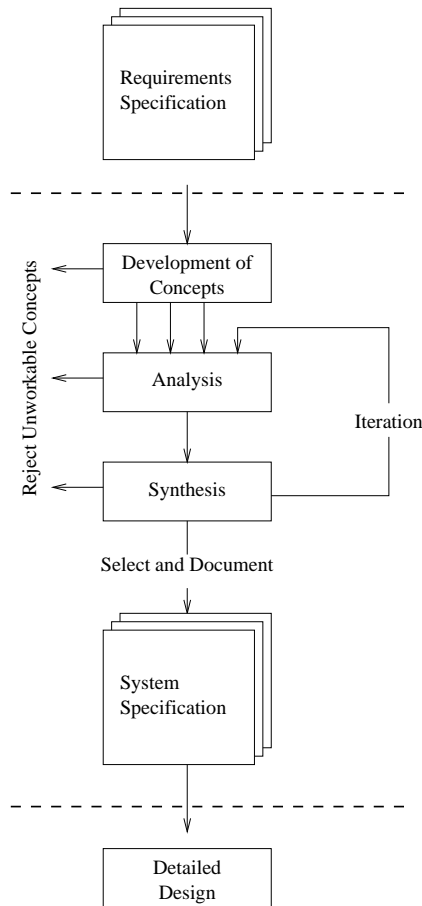 Requirements
Specification
Development of
Concepts
Reject Unworkable Concepts
Analysis
Iteration
Synthesis
Select and Document
System
Specification
Detailed
Design